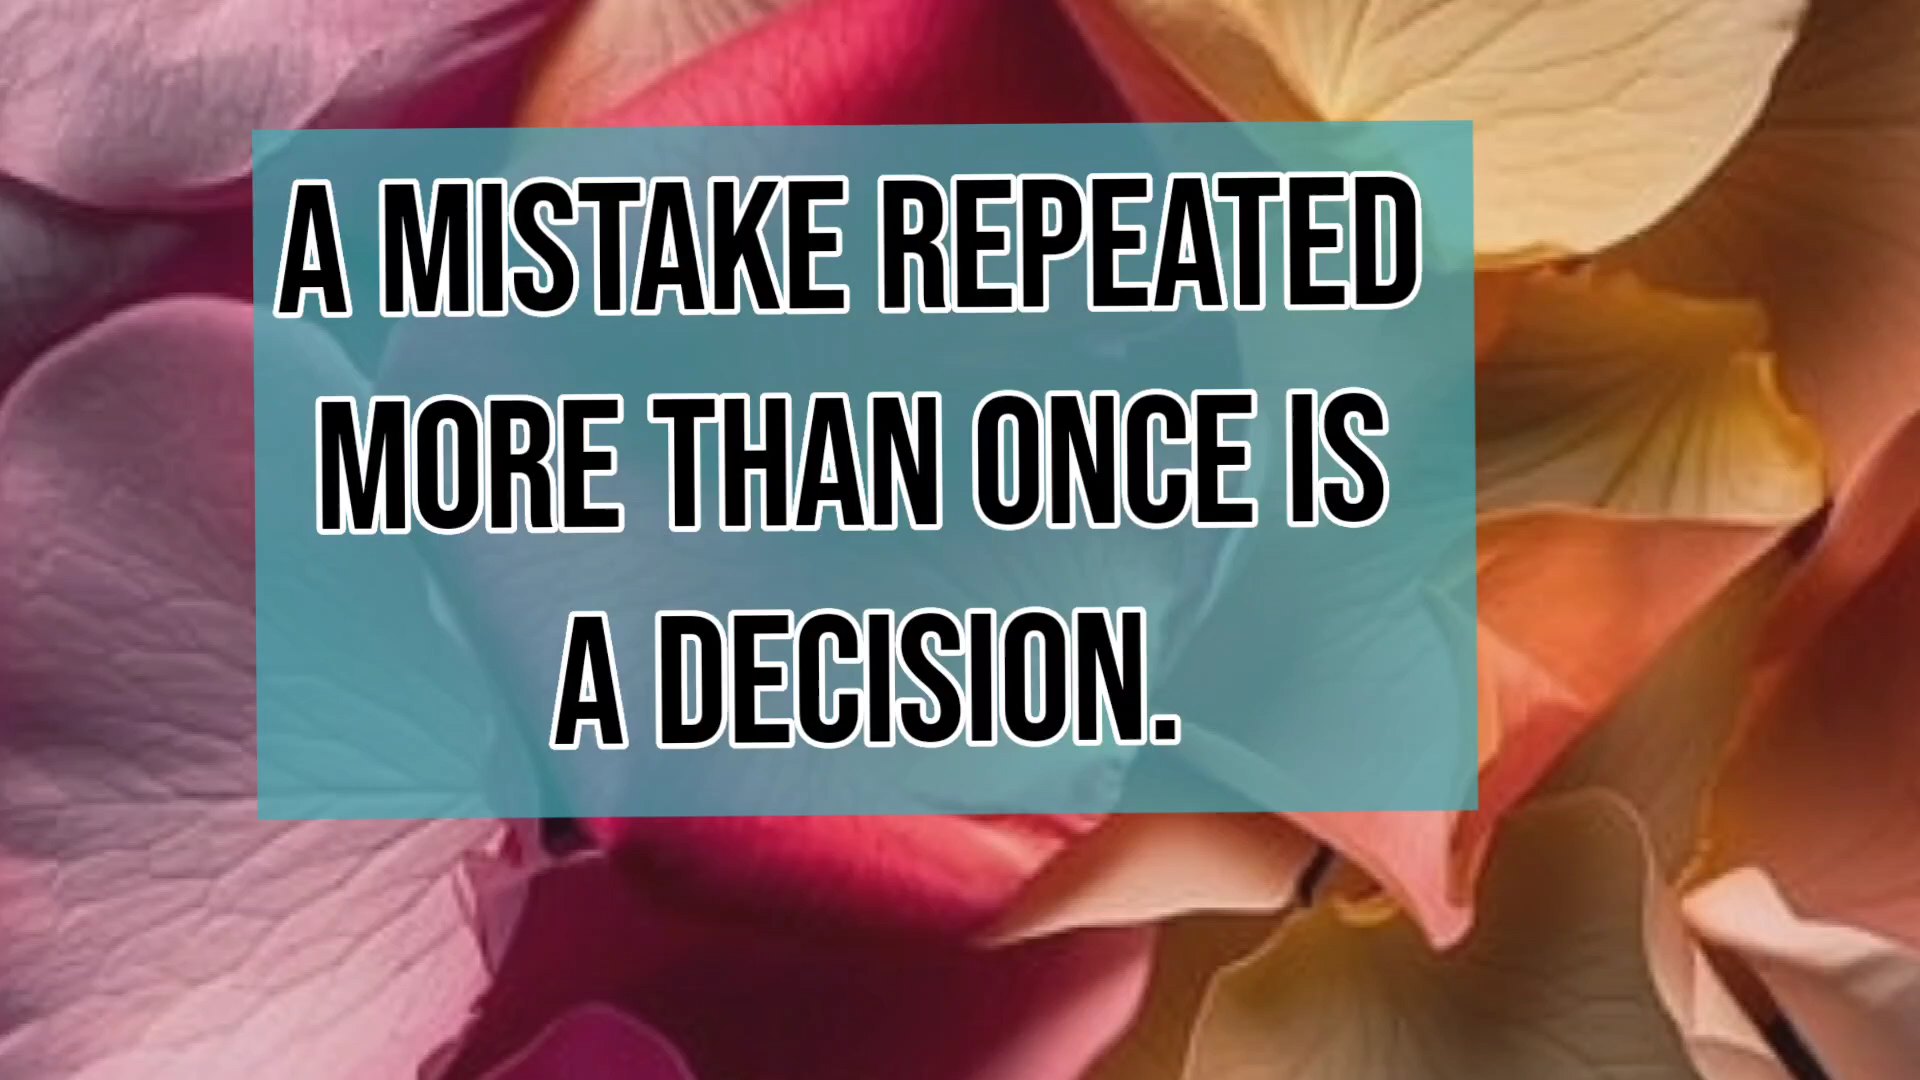 A MISTAKE REPEATED
MORE THAN ONCE IS
A DECISION.